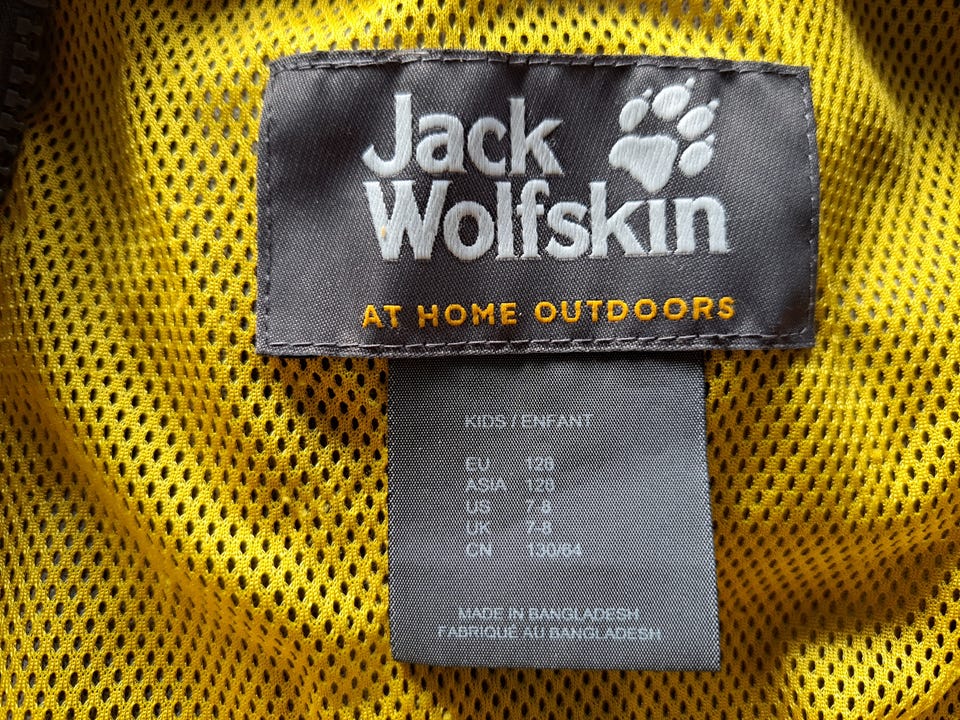 Jack
Wolfskin
AT HOME OUTDOORS
KIDS / ENFANT
EU 128
ASIA 128
US 7-8
UK 7-8
CN 130/64
MADE IN BANGLADESH
FABRIQUE AU BANGLADESH